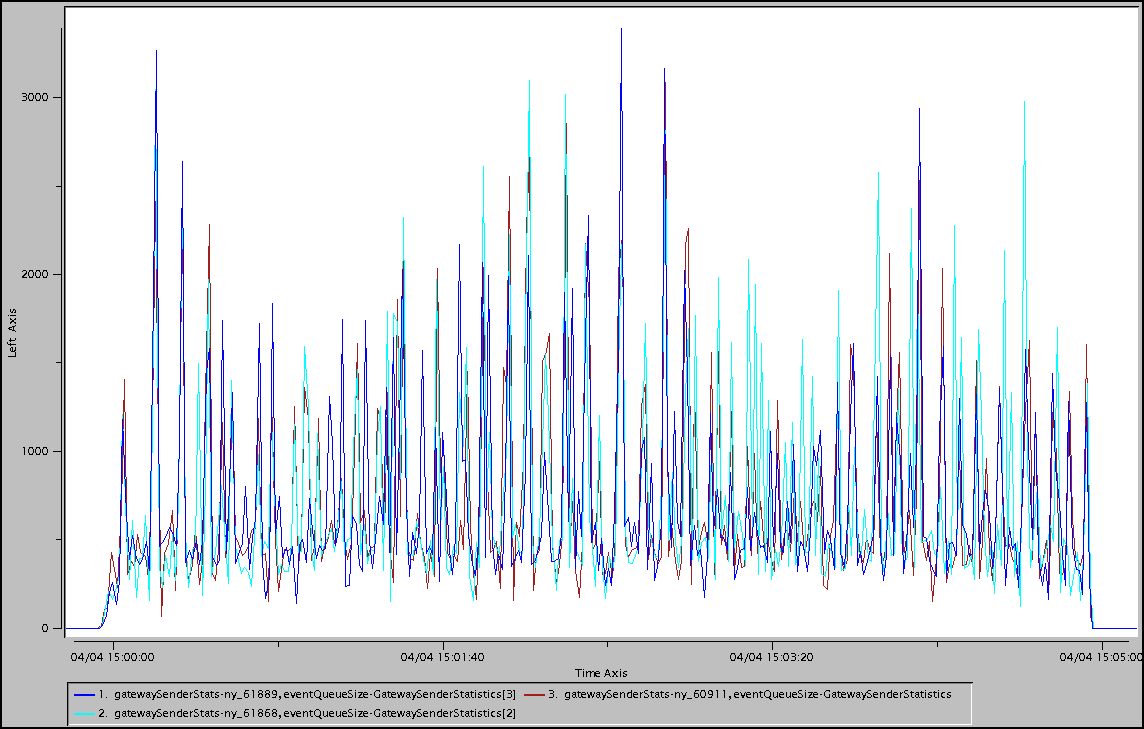 3000
2000
Left Axis
1000
0
04/04 15:00:00 04/04 15:01:40 04/04 15:03:20 04/04 15:05:00
Time Axis
1. gatewaySenderStats-ny_61889,eventQueueSize-GatewaySenderStatistics[3] 3. gatewaySenderStats-ny_60911,eventQueueSize-GatewaySenderStatistics
2. gatewaySenderStats-ny_61868,eventQueueSize-GatewaySenderStatistics[2]